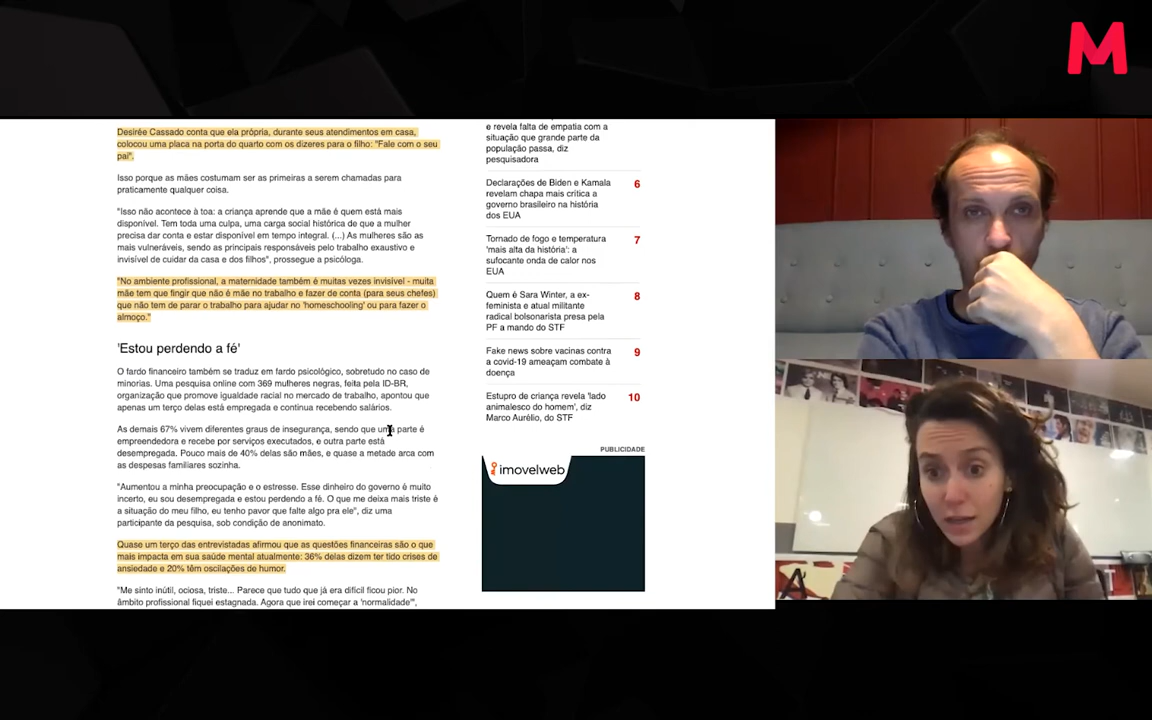 M
Desirée Cassado conta que ela própria, durante seus atendimentos em casa,
colocou uma placa na porta do quarto com os dizeres para o filho: "Fale com o seu
pai".
Isso porque as mães costumam ser as primeiras a serem chamadas para
praticamente qualquer coisa.
"Isso não acontece à toa: a criança aprende que a mãe é quem está mais
disponível. Tem toda uma culpa, uma carga social histórica de que a mulher
precisa dar conta e estar disponível em tempo integral. (...) As mulheres são as
mais vulneráveis, sendo as principais responsáveis pelo trabalho exaustivo e
invisível de cuidar da casa e dos filhos", prossegue a psicóloga.
"No ambiente profissional, a maternidade também é muitas vezes invisível - muita
mãe tem que fingir que não é mãe no trabalho e fazer de conta (para seus chefes)
que não tem de parar o trabalho para ajudar no 'homeschooling' ou para fazer o
almoço."
'Estou perdendo a fé'
O fardo financeiro também se traduz em fardo psicológico, sobretudo no caso de
minorias. Uma pesquisa online com 369 mulheres negras, feita pela ID-BR,
organização que promove igualdade racial no mercado de trabalho, apontou que
apenas um terço delas está empregada e continua recebendo salários.
As demais 67% vivem diferentes graus de insegurança, sendo que uma parte é
empreendedora e recebe por serviços executados, e outra parte está
desempregada. Pouco mais de 40% delas são mães, e quase a metade arca com
as despesas familiares sozinha.
"Aumentou a minha preocupação e o estresse. Esse dinheiro do governo é muito
incerto, eu sou desempregada e estou perdendo a fé. O que me deixa mais triste é
a situação do meu filho, eu tenho pavor que falte algo pra ele", diz uma
participante da pesquisa, sob condição de anonimato.
Quase um terço das entrevistadas afirmou que as questões financeiras são o que
mais impacta em sua saúde mental atualmente: 36% delas dizem ter tido crises de
ansiedade e 20% têm oscilações de humor.
"Me sinto inútil, ociosa, triste... Parece que tudo que já era difícil ficou pior. No
âmbito profissional fiquei estagnada. Agora que irei começar a 'normalidade'",
e revela falta de empatia com a
situação que grande parte da
população passa, diz
pesquisadora
Declarações de Biden e Kamala 6
revelam chapa mais crítica a
governo brasileiro na história
dos EUA
Tornado de fogo e temperatura 7
'mais alta da história': a
sufocante onda de calor nos
EUA
Quem é Sara Winter, a ex- 8
feminista e atual militante
radical bolsonarista presa pela
PF a mando do STF
Fake news sobre vacinas contra 9
a covid-19 ameaçam combate à
doença
Estupro de criança revela 'lado 10
animalesco do homem', diz
Marco Aurélio, do STF
PUBLICIDADE
imovelweb